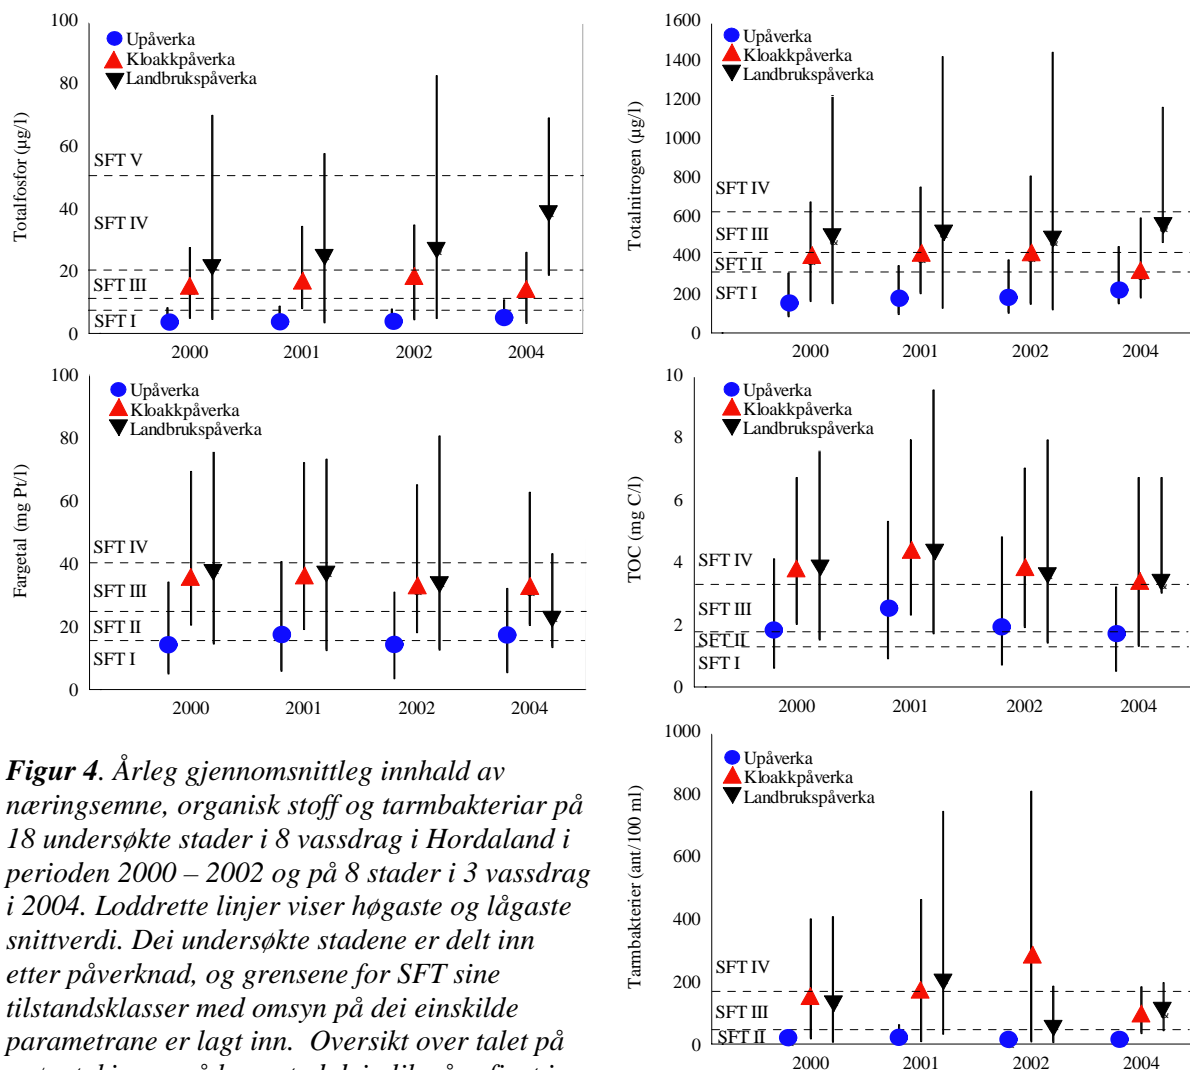 100
80
60
40
20
0
Totalfosfor (µg/l)
Upåverka
Kloakkpåverka
Landbrukspåverka
SFT V
SFT IV
SFT III
SFT I
2000 2001 2002 2004
1600
1400
1200
1000
800
600
400
200
0
Totalnitrogen (µg/l)
Upåverka
Kloakkpåverka
Landbrukspåverka
SFT IV
SFT III
SFT II
SFT I
2000 2001 2002 2004
100
80
60
40
20
0
Fargetal (mg Pt/l)
Upåverka
Kloakkpåverka
Landbrukspåverka
SFT IV
SFT III
SFT II
SFT I
2000 2001 2002 2004
10
8
6
4
2
0
TOC (mg C/l)
Upåverka
Kloakkpåverka
Landbrukspåverka
SFT IV
SFT III
SFT II
SFT I
2000 2001 2002 2004
1000
800
600
400
200
0
Tarmbakterier (ant/100 ml)
Upåverka
Kloakkpåverka
Landbrukspåverka
SFT IV
SFT III
SFT II
2000 2001 2002 2004
Figur 4. Årleg gjennomsnittleg innhald av
næringsemne, organisk stoff og tarmbakteriar på
18 undersøkte stader i 8 vassdrag i Hordaland i
perioden 2000 – 2002 og på 8 stader i 3 vassdrag
i 2004. Loddrette linjer viser høgaste og lågaste
snittverdi. Dei undersøkte stadene er delt inn
etter påverknad, og grensene for SFT sine
tilstandsklasser med omsyn på dei einskilde
parametrane er lagt inn. Oversikt over talet på